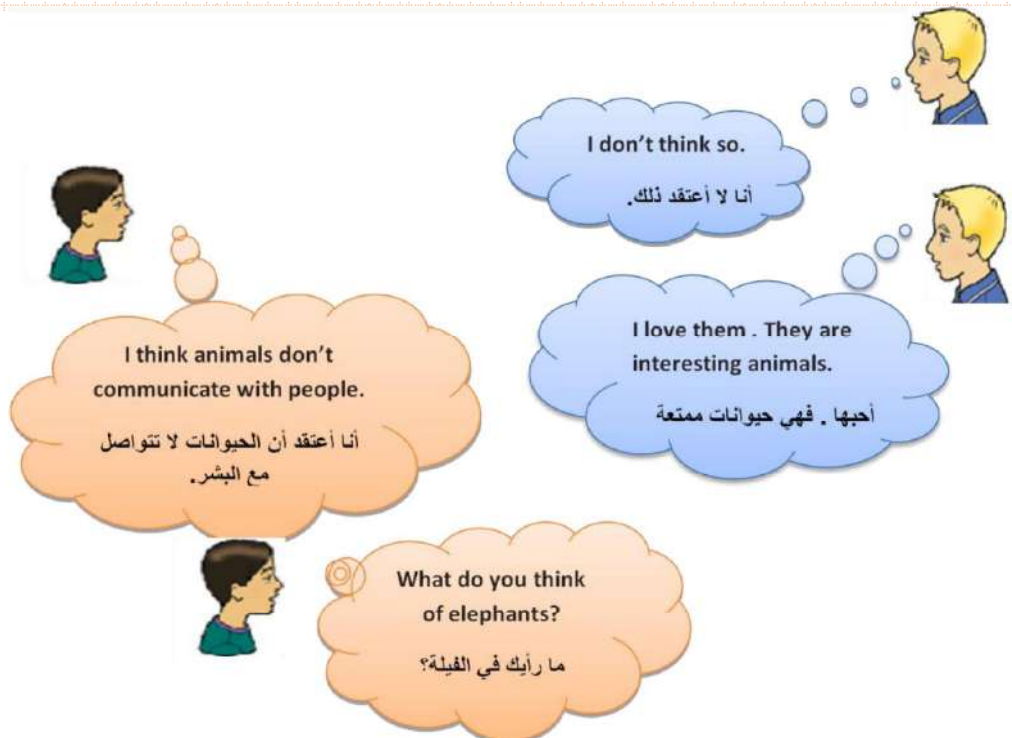 I don't think so.
أنا لا أعتقد ذلك.
I think animals don't
communicate with people.
أنا أعتقد أن الحيوانات لا تتواصل
مع البشر.
I love them . They are
interesting animals.
أحبها . فهي حيوانات ممتعة
What do you think
of elephants?
ما رأيك في الفيلة؟